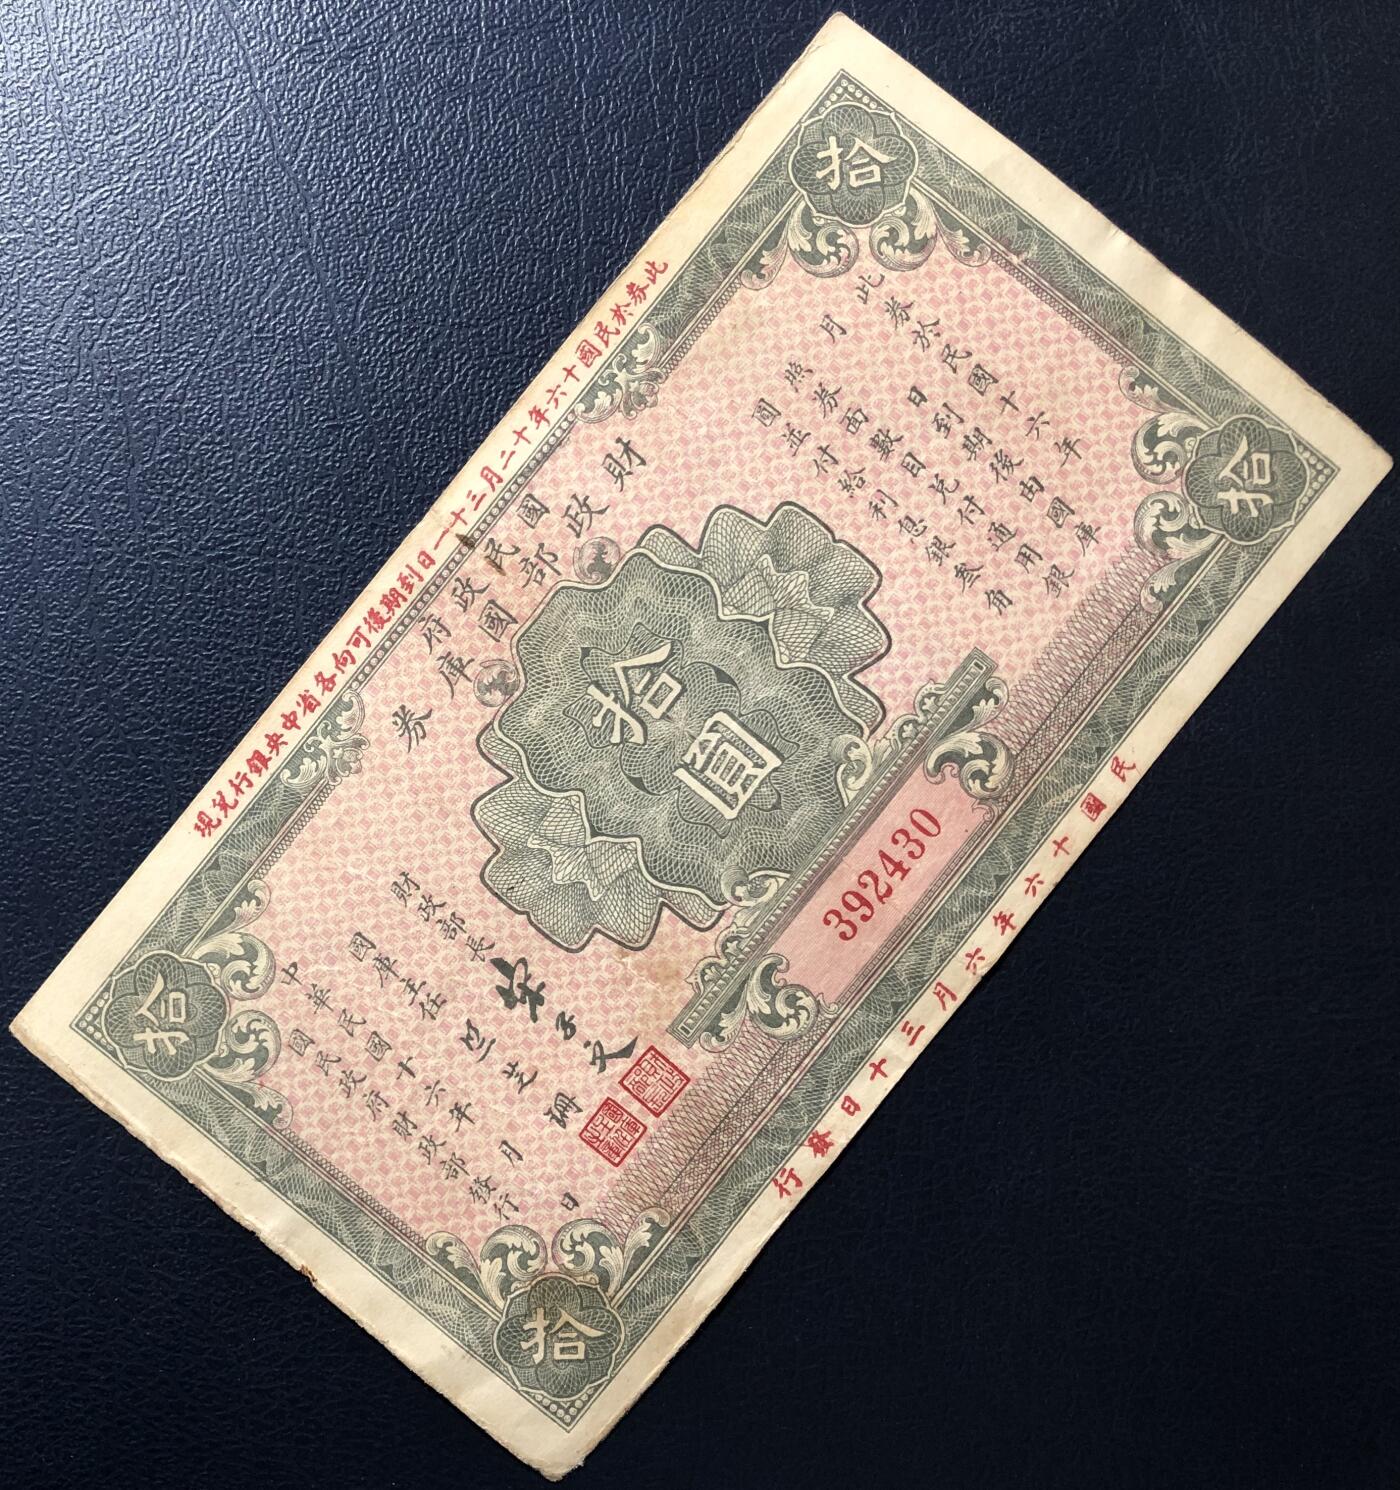 此券於民國十六年十二月三十一日到期後可向各省中央銀行兌現
拾
拾
國民政府
財政部國庫券
此券於民國十六年
月 日到期後由國庫
照券面數目兌付通用銀
圓並付給利息銀叁角
拾圓
財政部長 宋子文
國庫主任 芝珊
中華民國十六年 月 日
國民政府財政部發行
392430
拾
拾
民國十六年六月三十日發行